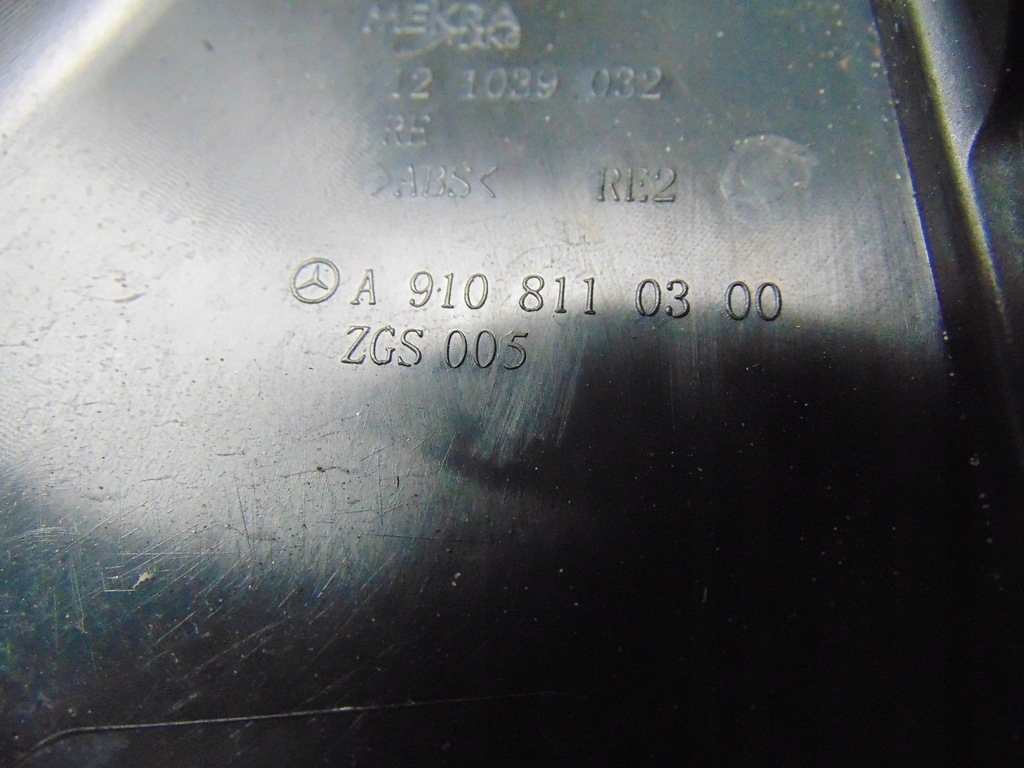 MEKRA
12 1039 032
RE
>ABS< RE2
A 910 811 03 00
ZGS 005